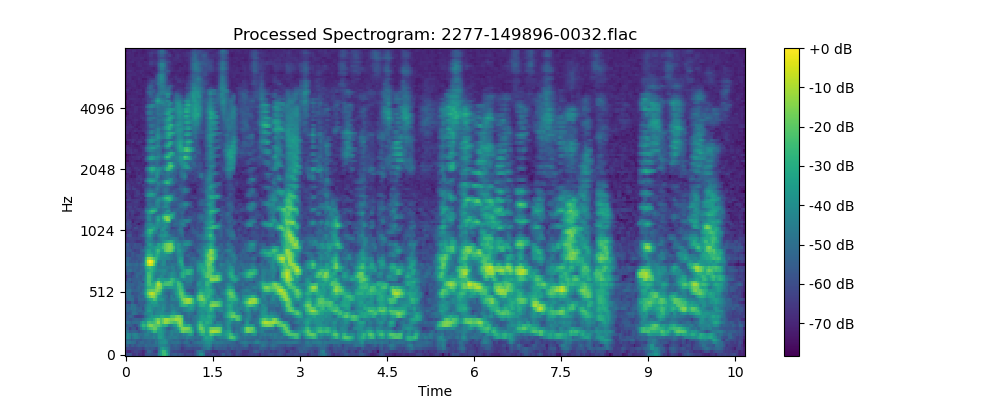 Processed Spectrogram: 2277-149896-0032.flac
Hz
4096
2048
1024
512
0
0 1.5 3 4.5 6 7.5 9 10
Time
+0 dB
-10 dB
-20 dB
-30 dB
-40 dB
-50 dB
-60 dB
-70 dB